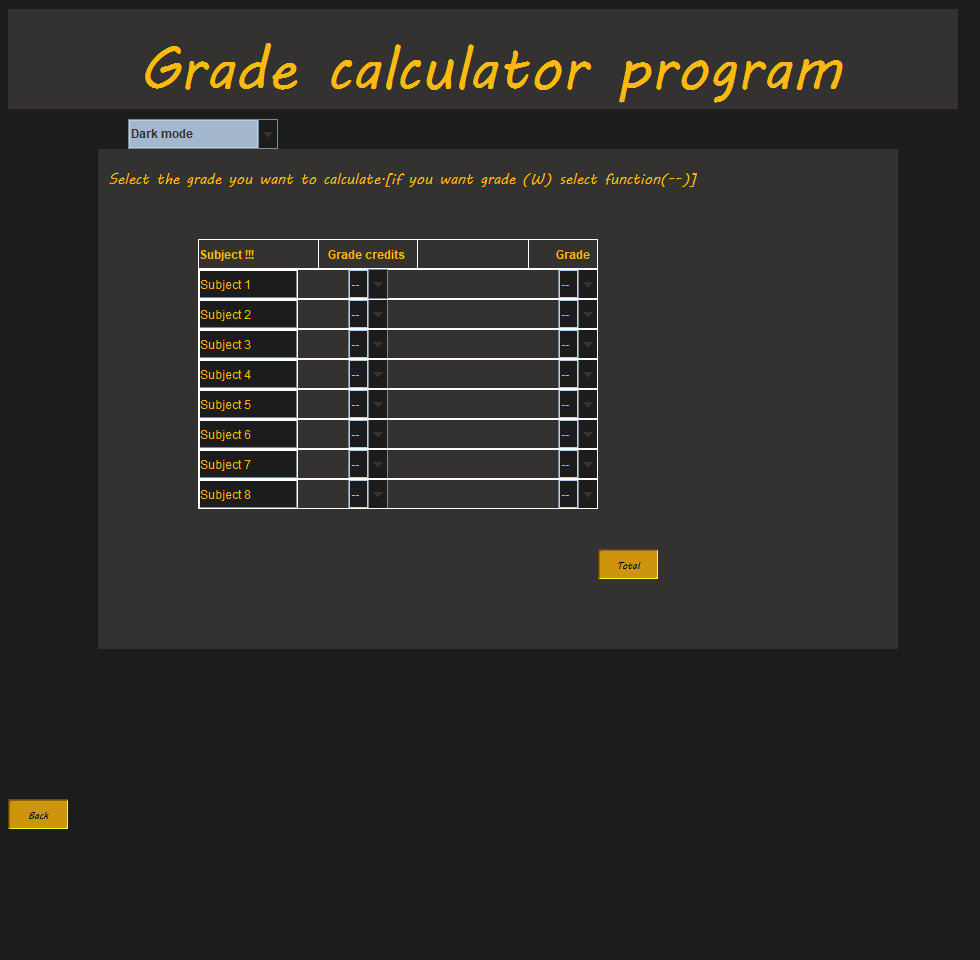 Grade calculator program
Dark mode
Select the grade you want to calculate.[if you want grade (W) select function(--)]
Subject !!! Grade credits Grade
Subject 1 -- --
Subject 2 -- --
Subject 3 -- --
Subject 4 -- --
Subject 5 -- --
Subject 6 -- --
Subject 7 -- --
Subject 8 -- --
Total
Back